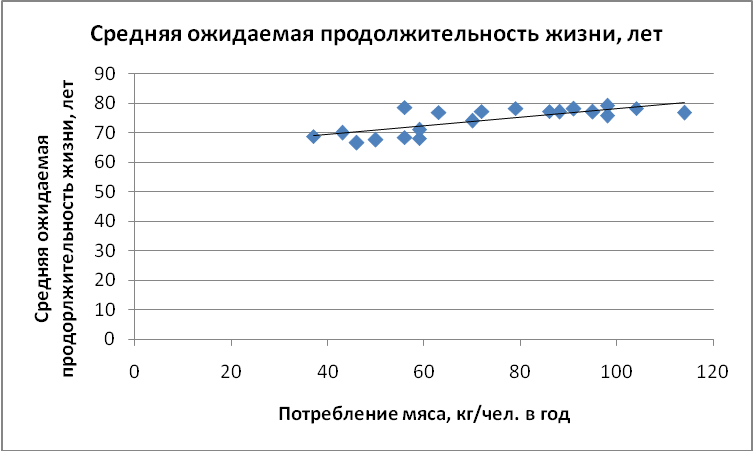 Средняя ожидаемая продолжительность жизни, лет
Средняя ожидаемая
продорлжительность жизни, лет
90
80
70
60
50
40
30
20
10
0
0 20 40 60 80 100 120
Потребление мяса, кг/чел. в год